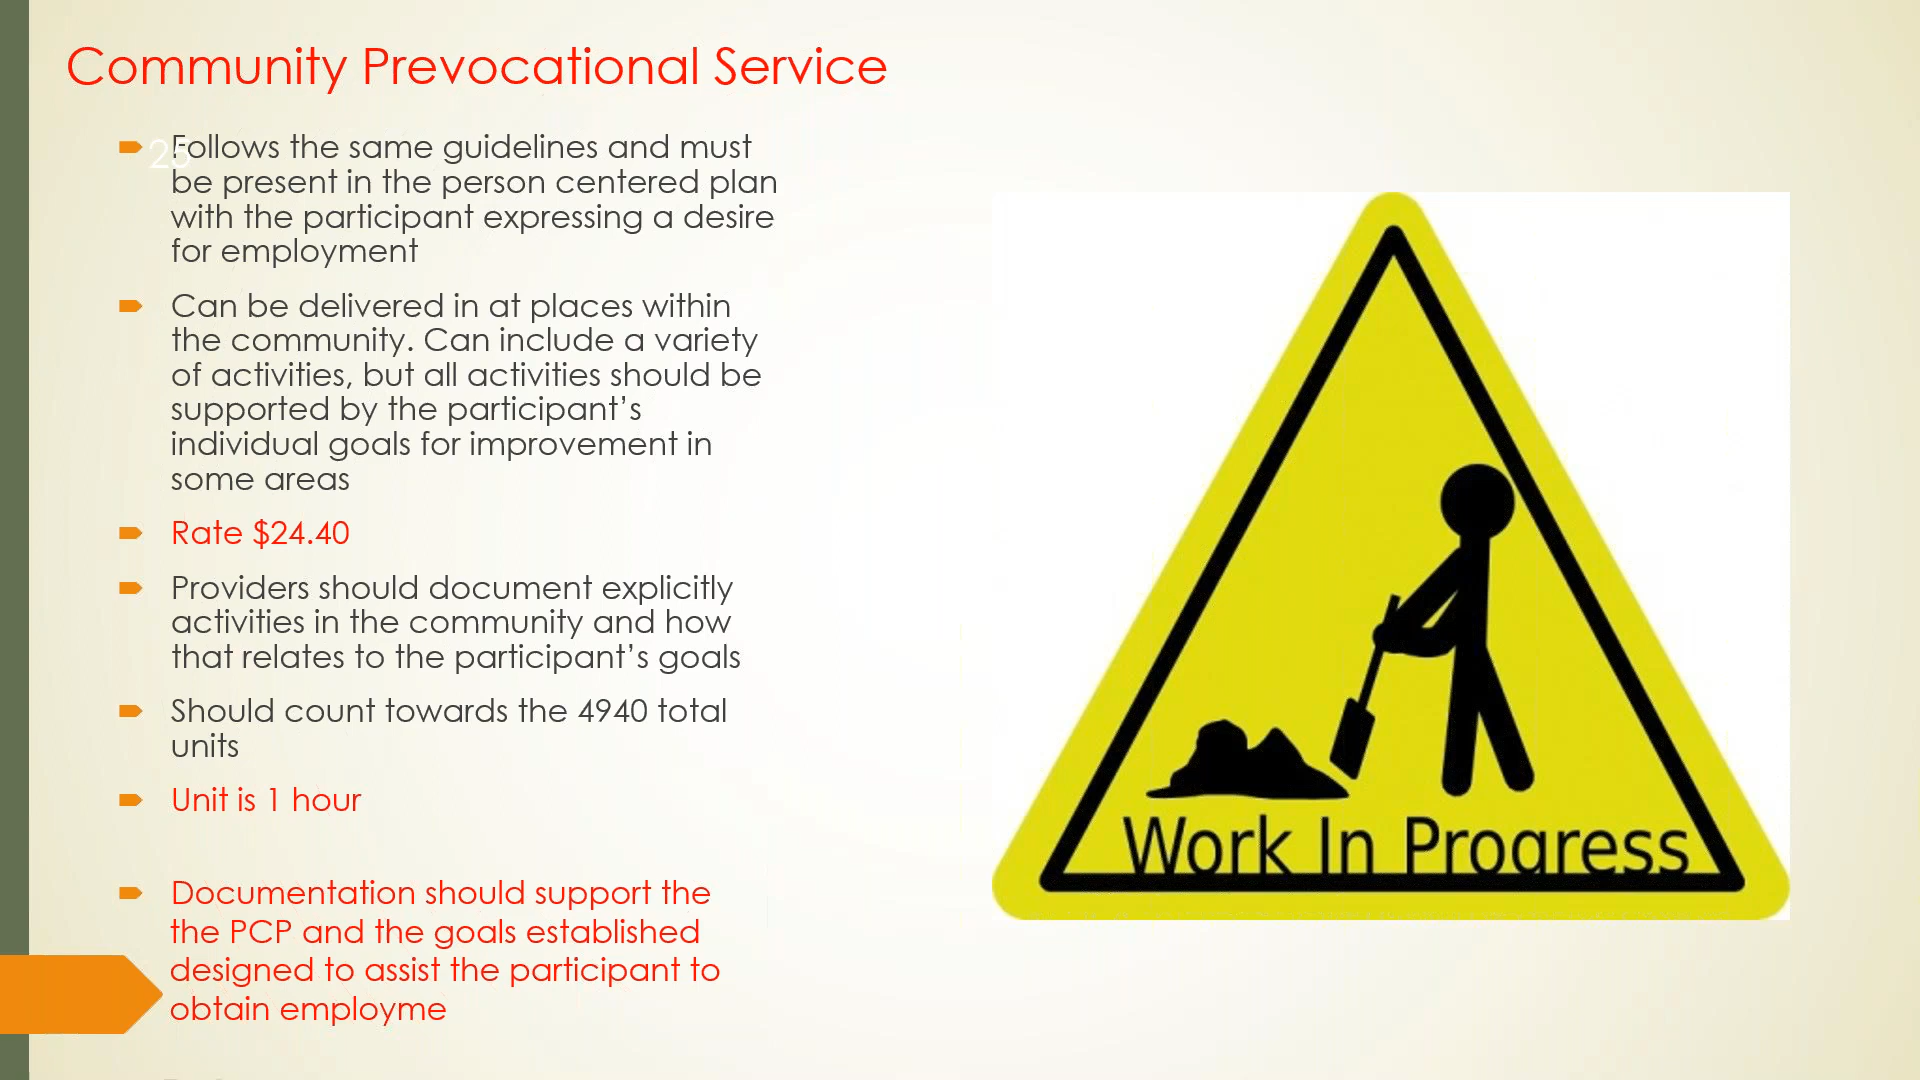 Community Prevocational Service
25
Follows the same guidelines and must
be present in the person centered plan
with the participant expressing a desire
for employment
Can be delivered in at places within
the community. Can include a variety
of activities, but all activities should be
supported by the participant’s
individual goals for improvement in
some areas
Rate $24.40
Providers should document explicitly
activities in the community and how
that relates to the participant’s goals
Should count towards the 4940 total
units
Unit is 1 hour
Documentation should support the
the PCP and the goals established
designed to assist the participant to
obtain employme
Work In Progress